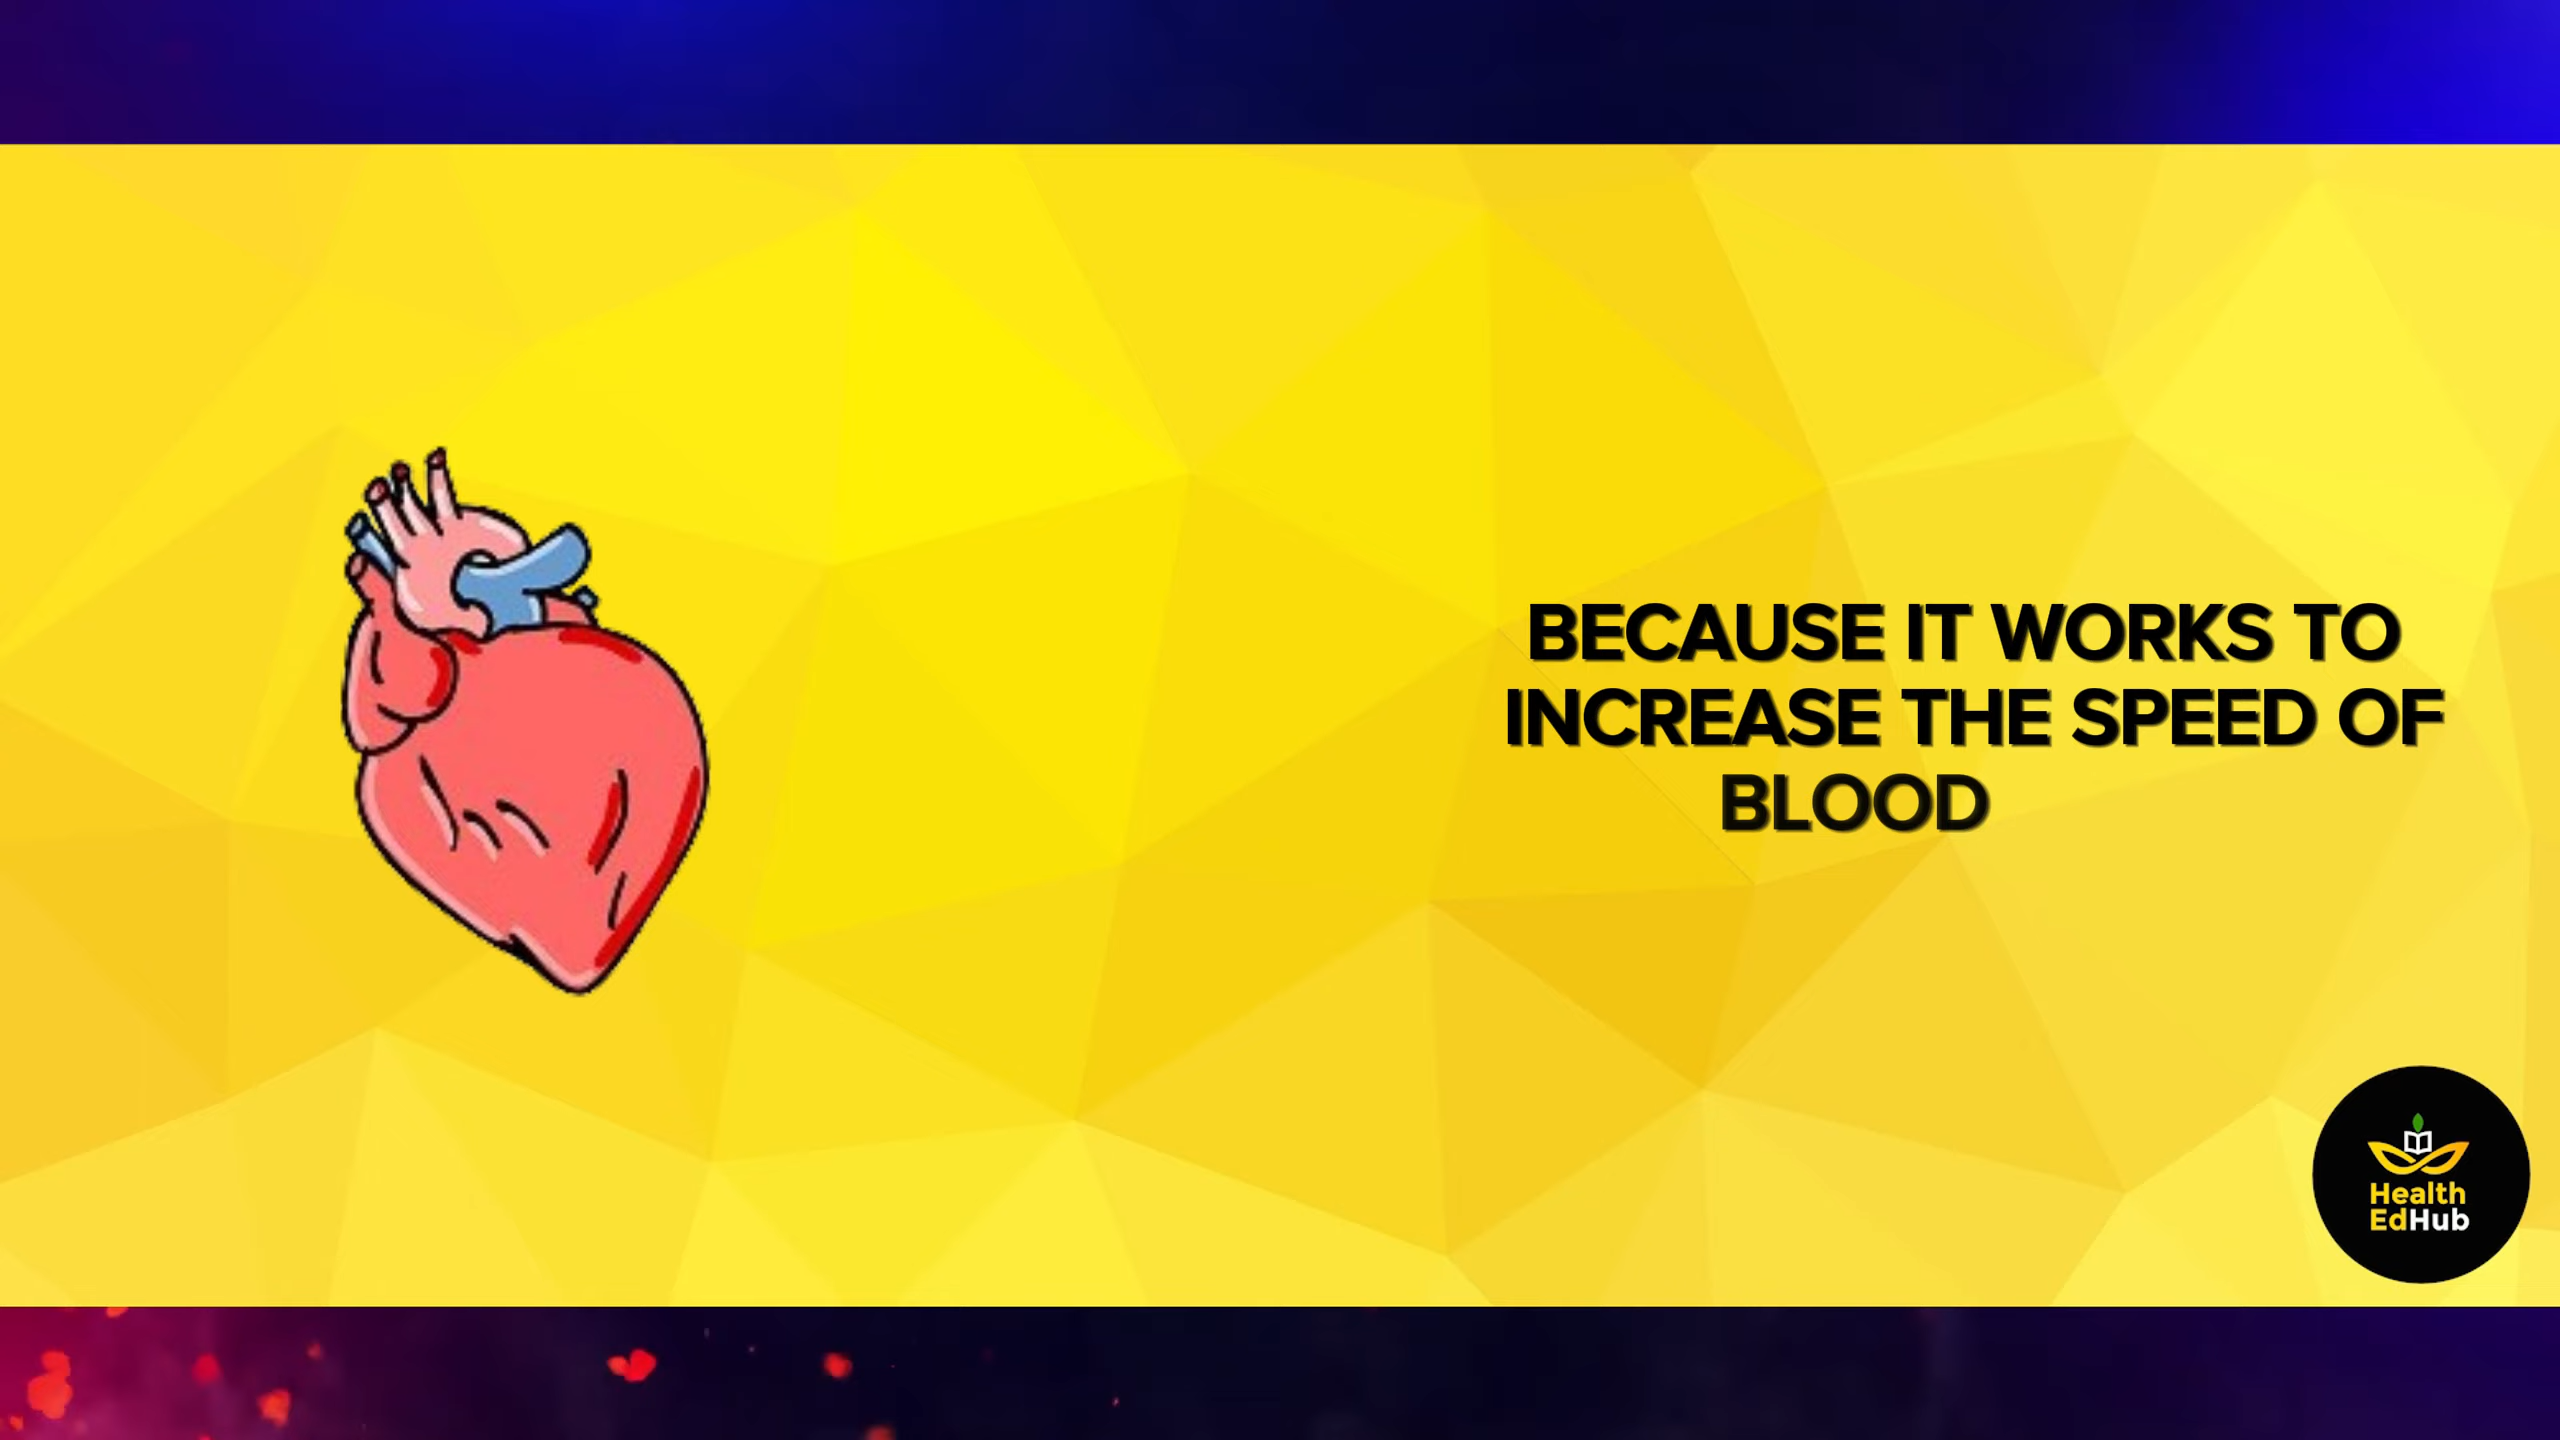 BECAUSE IT WORKS TO
INCREASE THE SPEED OF
BLOOD
Health
EdHub